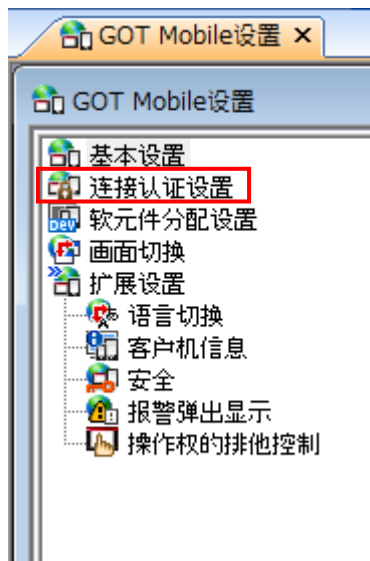 GOT Mobile设置 ×
GOT Mobile设置
基本设置
连接认证设置
Dev 软元件分配设置
画面切换
扩展设置
语言切换
客户机信息
安全
报警弹出显示
操作权的排他控制